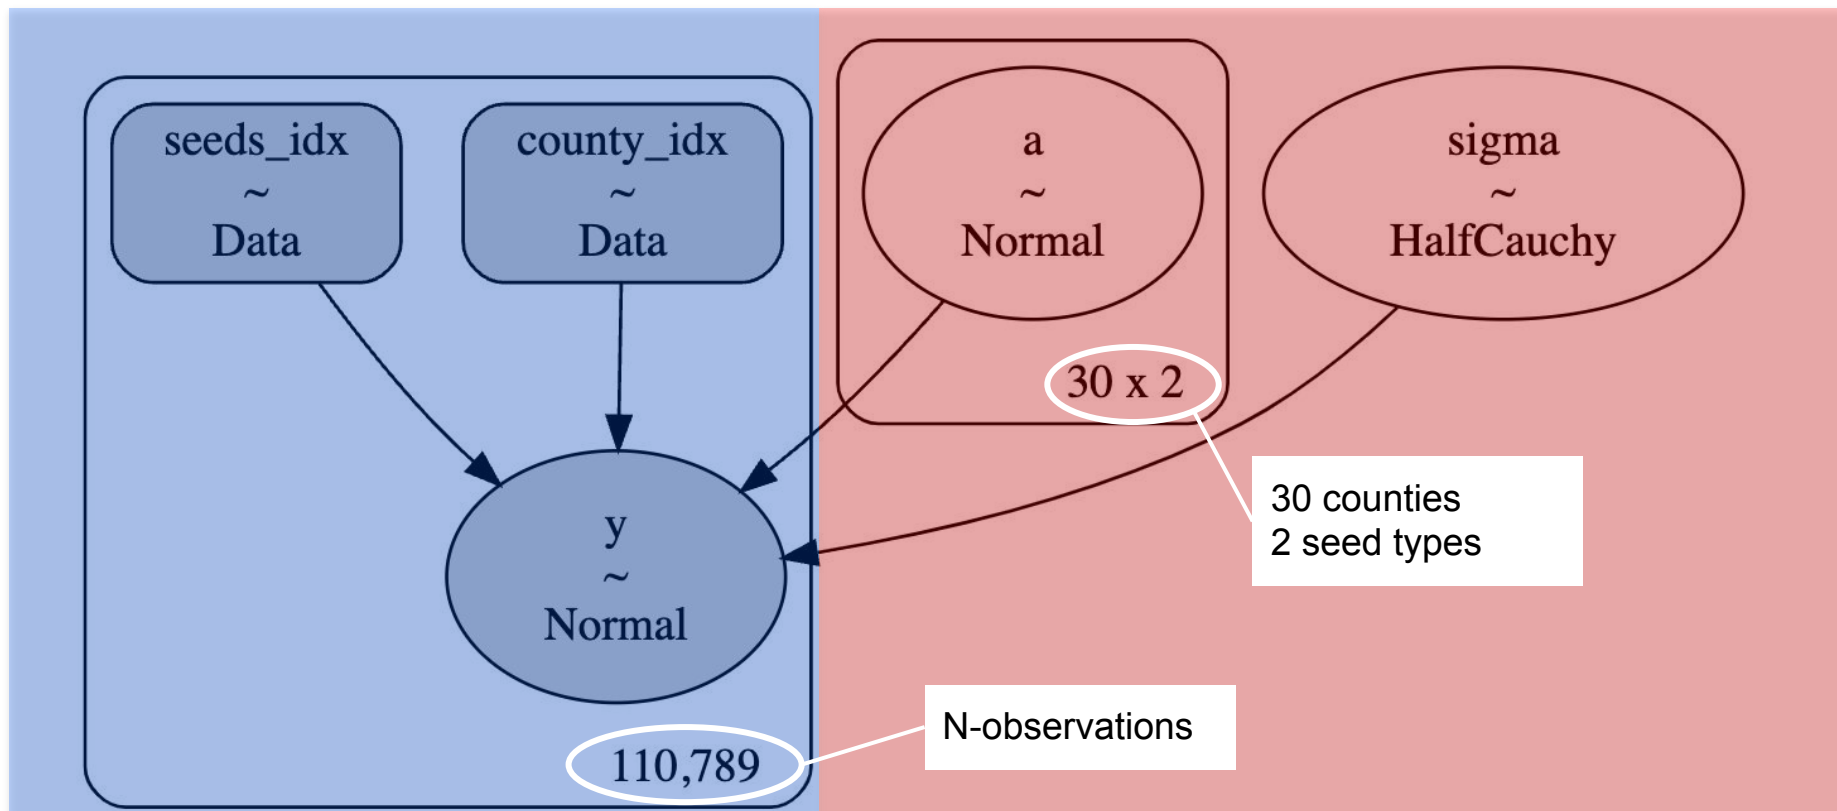 seeds_idx
~
Data
county_idx
~
Data
a
~
Normal
sigma
~
HalfCauchy
30 x 2
30 counties
2 seed types
y
~
Normal
N-observations
110,789